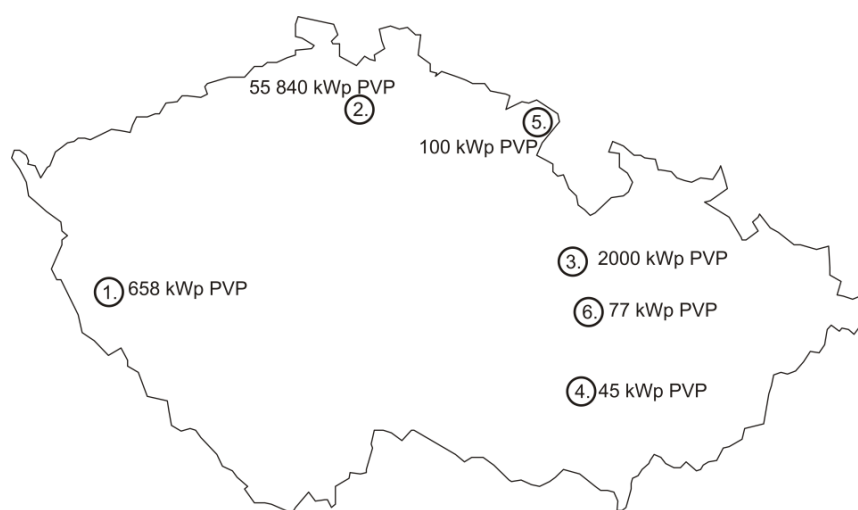 55 840 kWp PVP
2.
5.
100 kWp PVP
3. 2000 kWp PVP
1. 658 kWp PVP
6. 77 kWp PVP
4. 45 kWp PVP